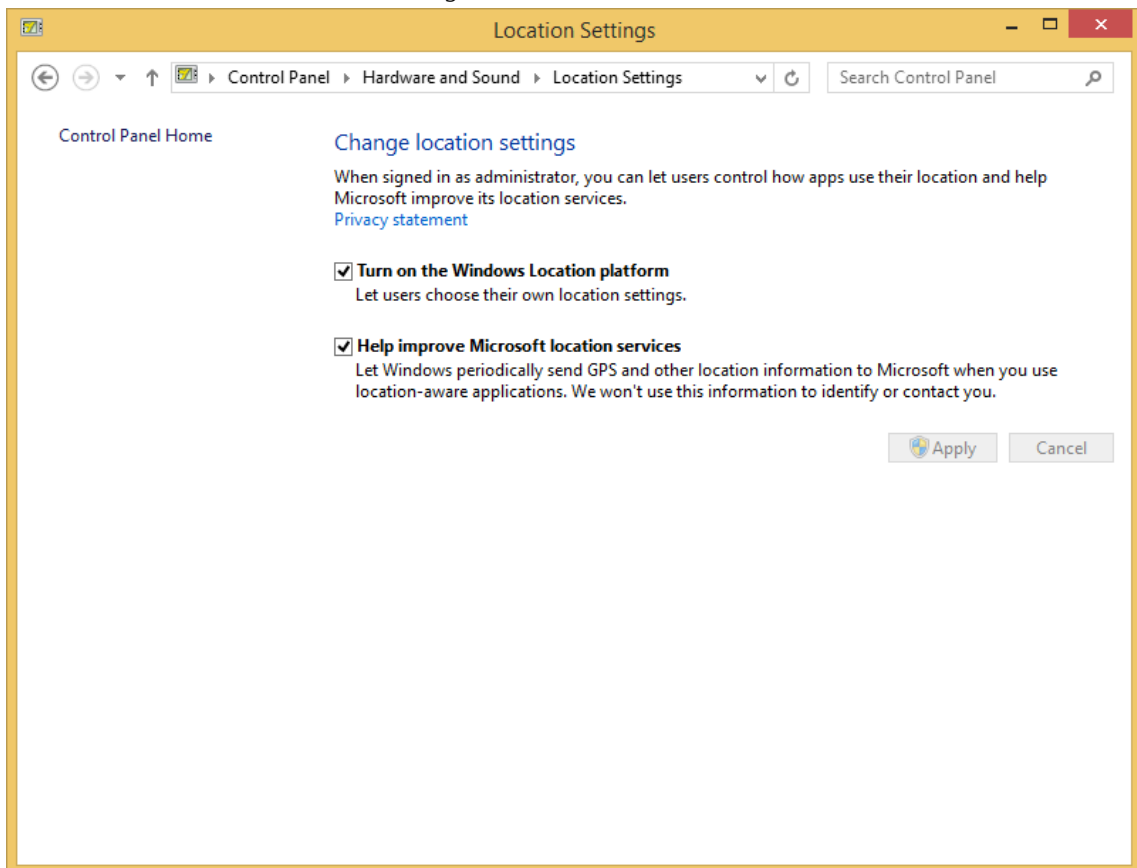 Location Settings
Control Panel Hardware and Sound Location Settings Search Control Panel
Control Panel Home
Change location settings
When signed in as administrator, you can let users control how apps use their location and help
Microsoft improve its location services.
Privacy statement
Turn on the Windows Location platform
Let users choose their own location settings.
Help improve Microsoft location services
Let Windows periodically send GPS and other location information to Microsoft when you use
location-aware applications. We won't use this information to identify or contact you.
Apply Cancel